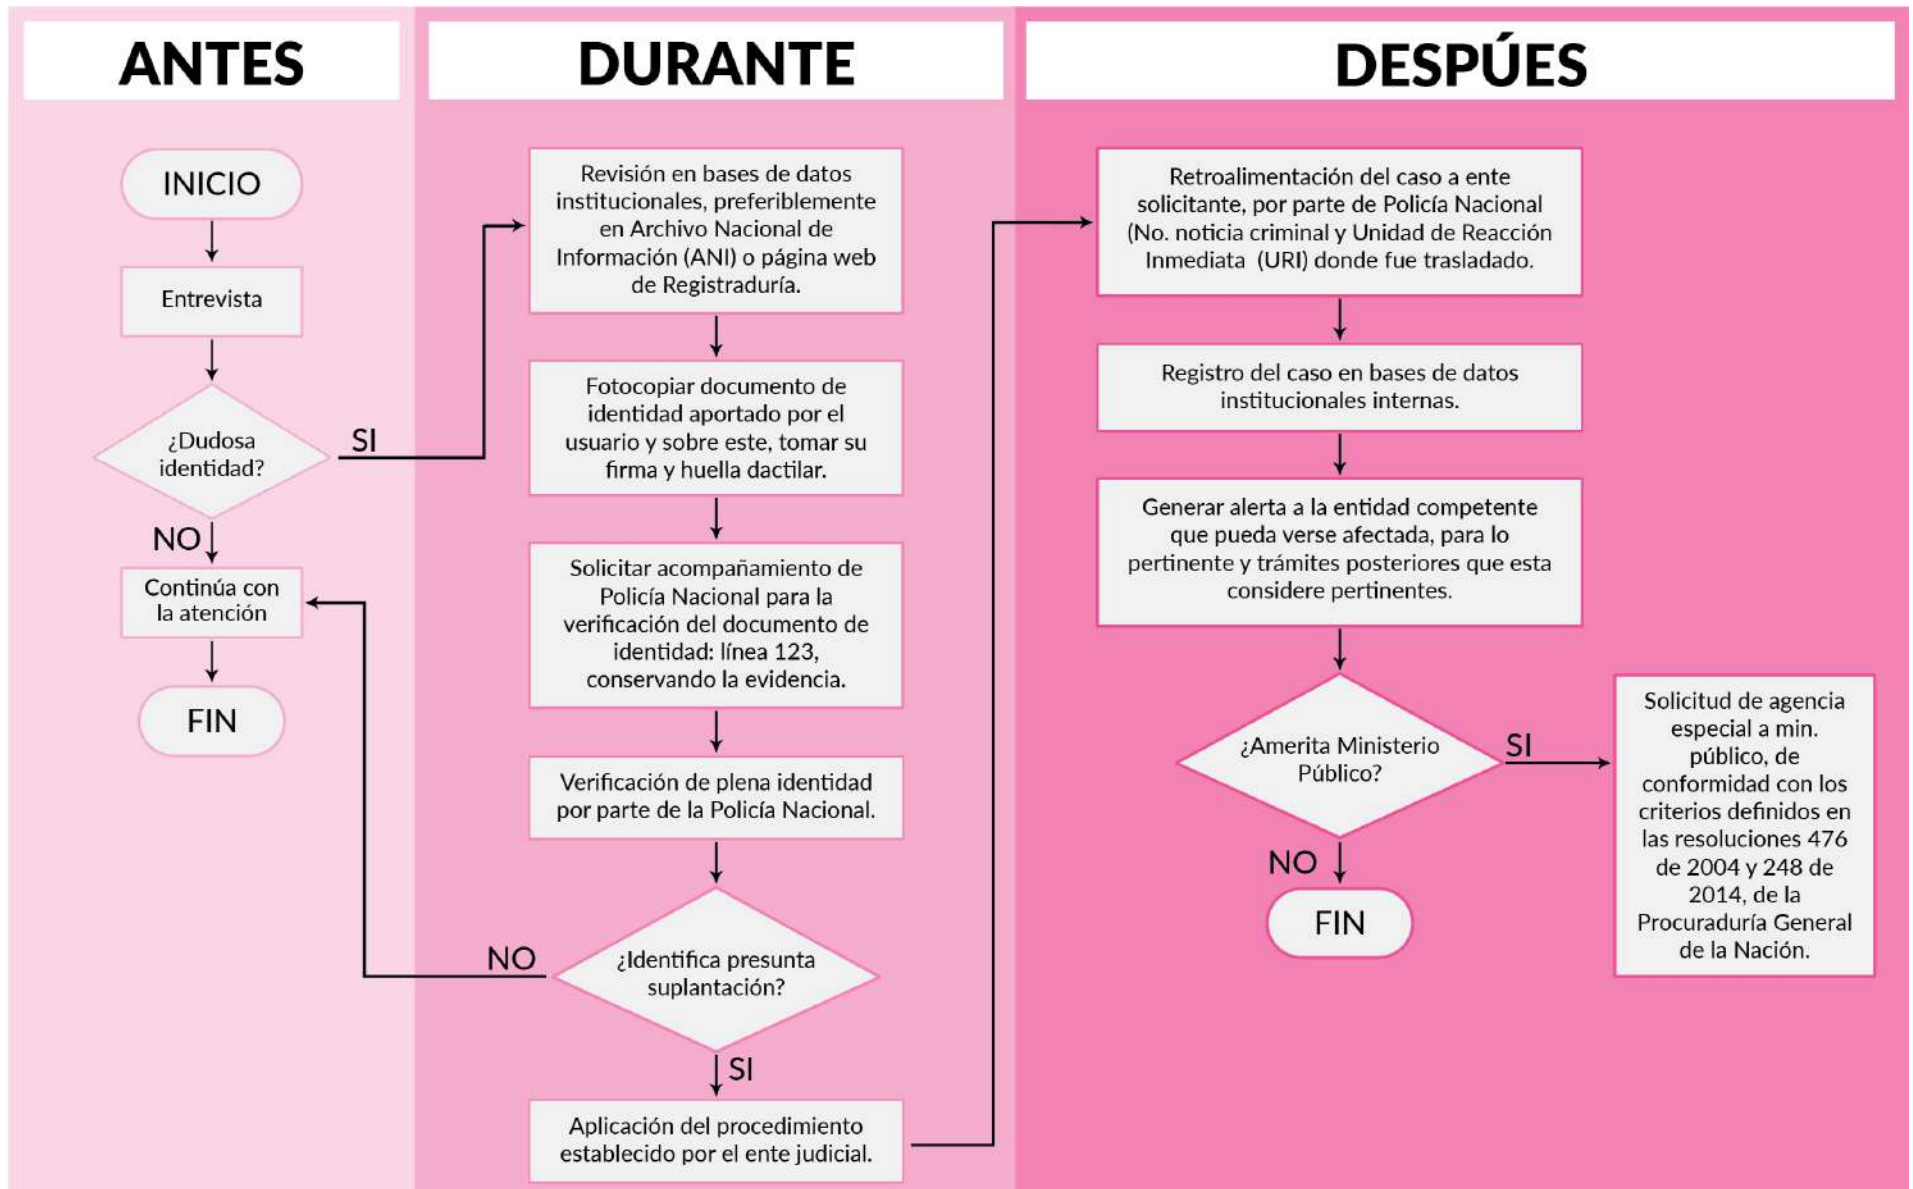 ANTES
INICIO
Entrevista
¿Dudosa
identidad?
SI
NO
Continúa con
la atención
FIN
DURANTE
Revisión en bases de datos
institucionales, preferiblemente
en Archivo Nacional de
Información (ANI) o página web
de Registraduría.
Fotocopiar documento de
identidad aportado por el
usuario y sobre este, tomar su
firma y huella dactilar.
Solicitar acompañamiento de
Policía Nacional para la
verificación del documento de
identidad: línea 123,
conservando la evidencia.
Verificación de plena identidad
por parte de la Policía Nacional.
¿Identifica presunta
suplantación?
NO
SI
Aplicación del procedimiento
establecido por el ente judicial.
DESPÚES
Retroalimentación del caso a ente
solicitante, por parte de Policía Nacional
(No. noticia criminal y Unidad de Reacción
Inmediata (URI) donde fue trasladado.
Registro del caso en bases de datos
institucionales internas.
Generar alerta a la entidad competente
que pueda verse afectada, para lo
pertinente y trámites posteriores que esta
considere pertinentes.
¿Amerita Ministerio
Público?
SI
NO
FIN
Solicitud de agencia
especial a min.
público, de
conformidad con los
criterios definidos en
las resoluciones 476
de 2004 y 248 de
2014, de la
Procuraduría General
de la Nación.